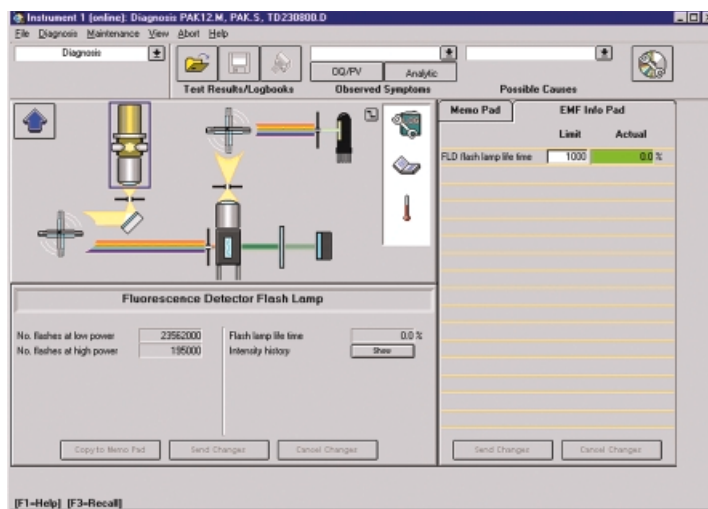 Instrument 1 (online): Diagnosis PAK12.M, PAK.S, TD230800.D
File Diagnosis Maintenance View Abort Help
Diagnosis
OQ/PV Analytic
Test Results/Logbooks Observed Symptoms Possible Causes
Memo Pad EMF Info Pad
Limit Actual
FLD flash lamp life time 1000 0.0 %
Fluorescence Detector Flash Lamp
No. flashes at low power 23562000 Flash lamp life time 0.0 %
No. flashes at high power 195000 Intensity history Show
Copy to Memo Pad Send Changes Cancel Changes Send Changes Cancel Changes
[F1=Help] [F3=Recall]